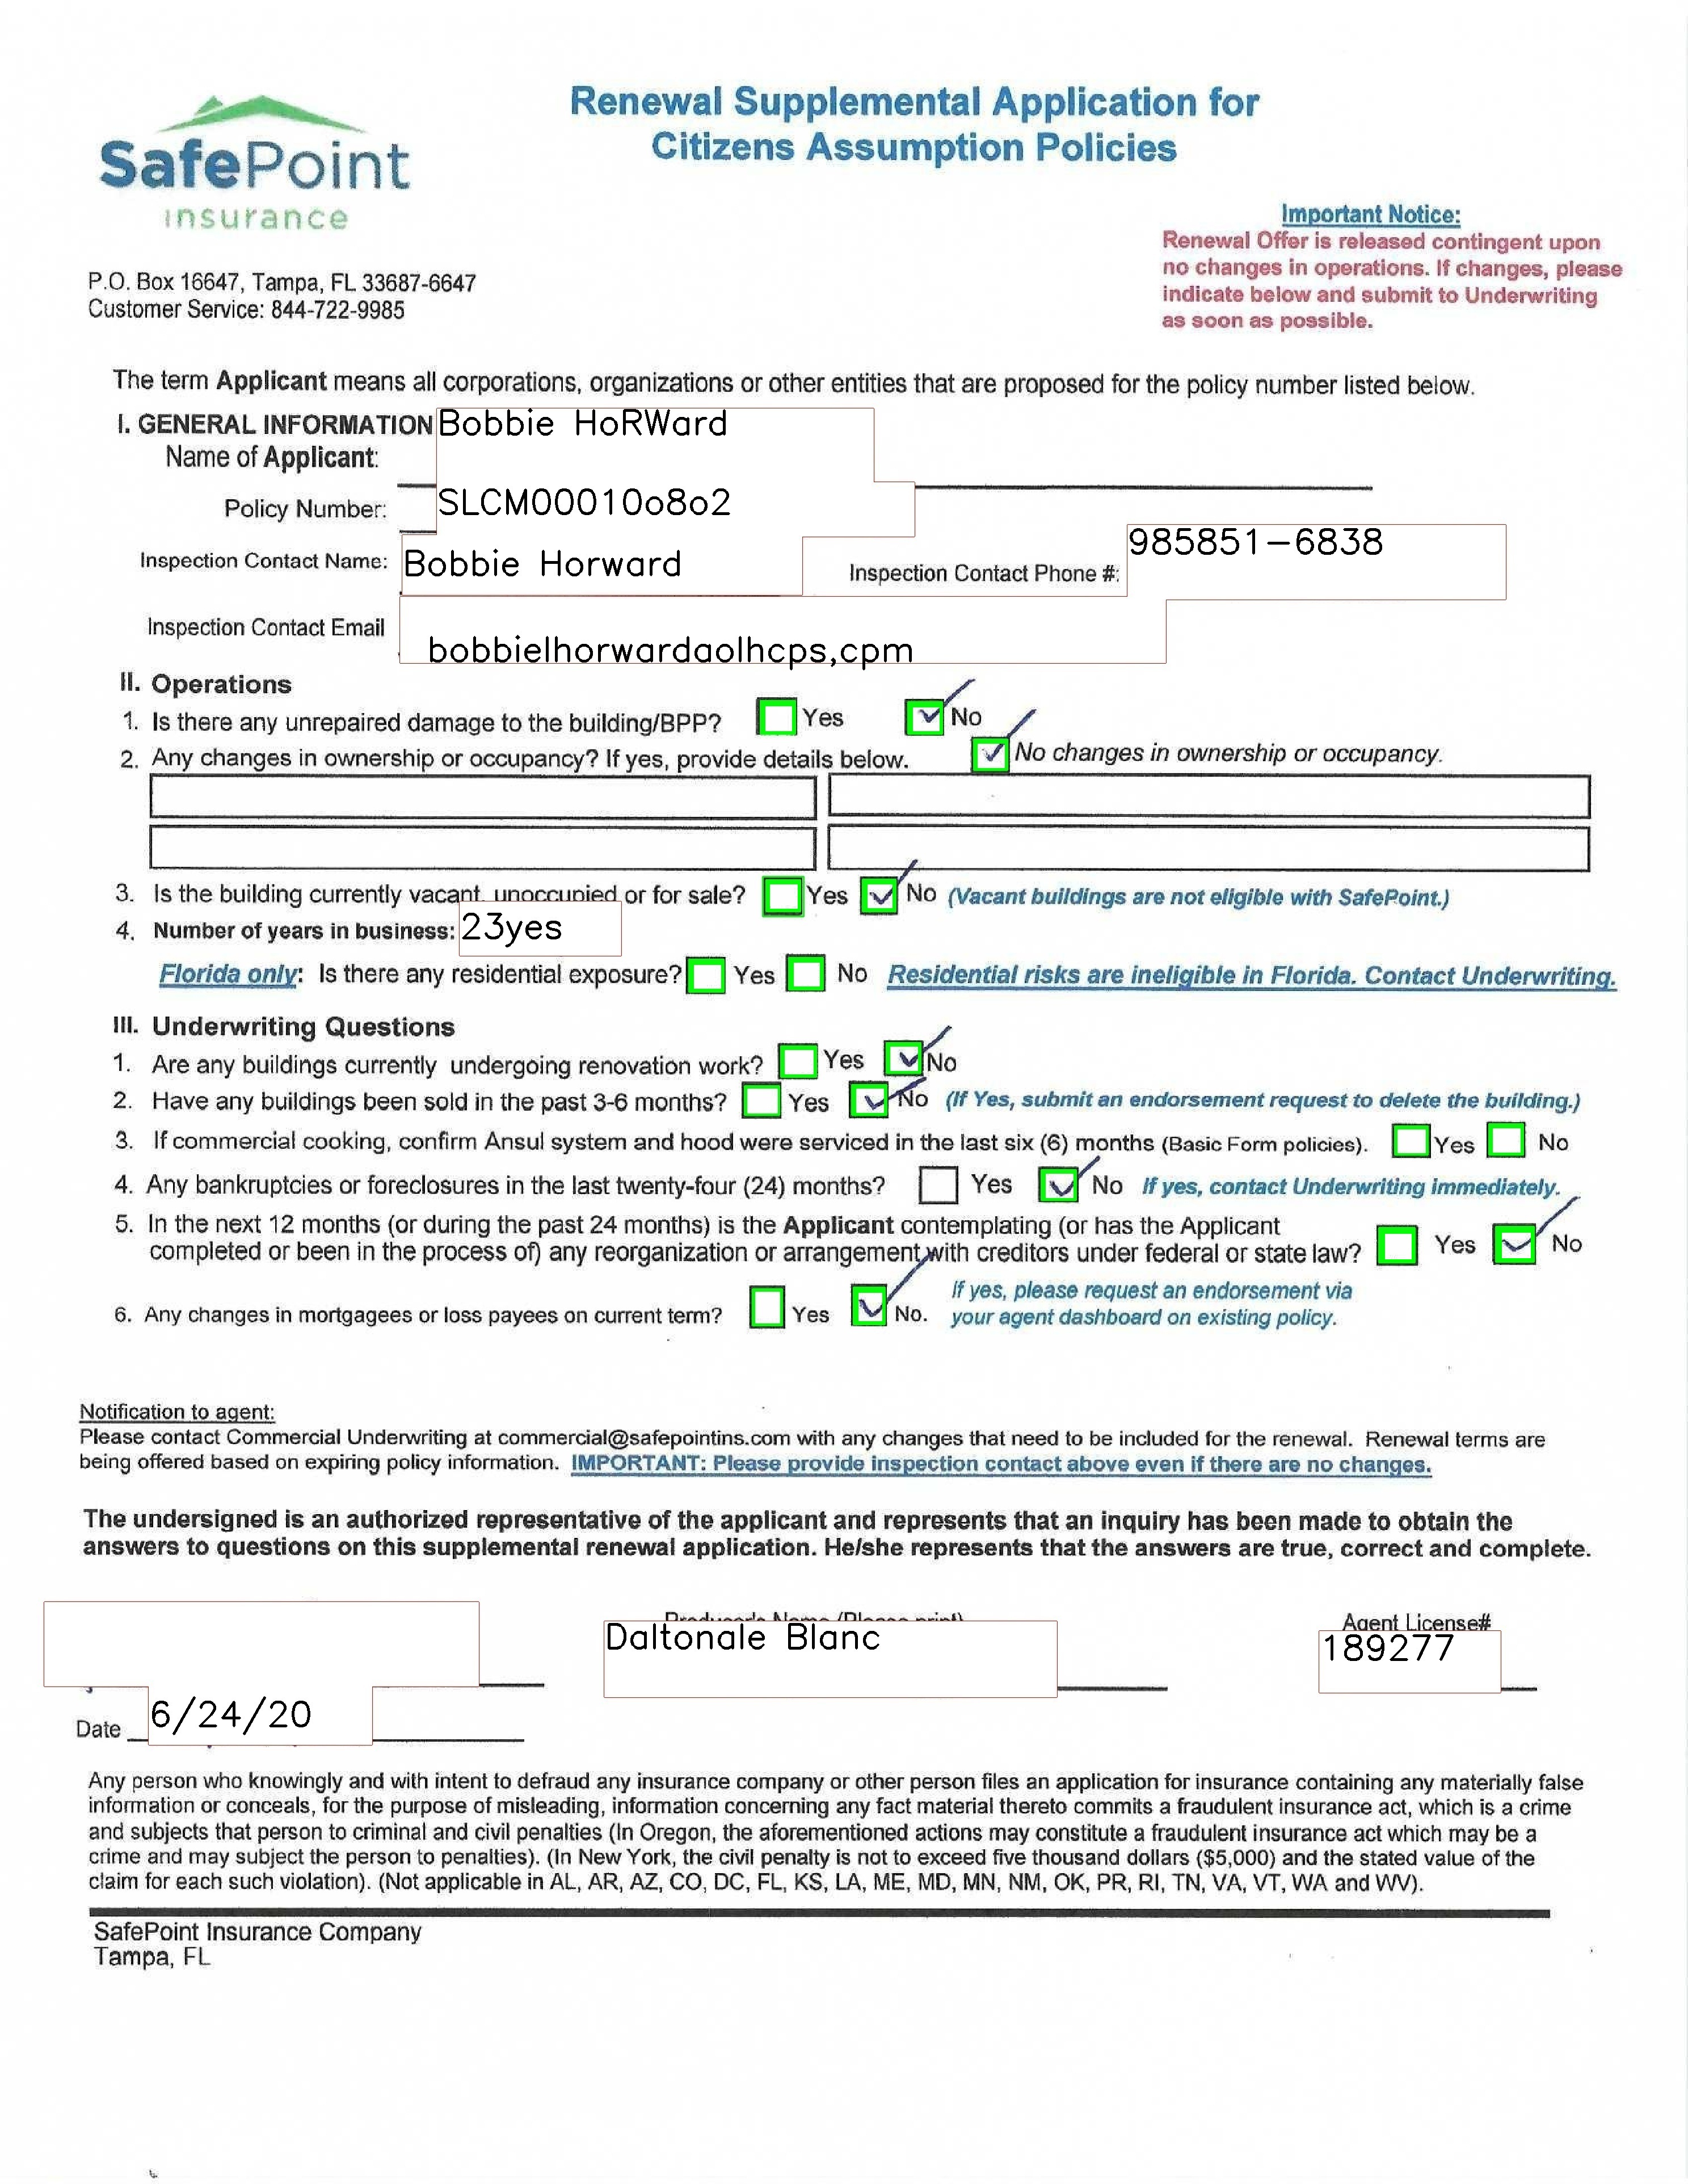 Renewal Supplemental Application for
Citizens Assumption Policies
SafePoint
insurance
Important Notice:
Renewal Offer is released contingent upon
no changes in operations. If changes, please
indicate below and submit to Underwriting
as soon as possible.
P.O. Box 16647, Tampa, FL 33687-6647
Customer Service: 844-722-9985
The term Applicant means all corporations, organizations or other entities that are proposed for the policy number listed below.
I. GENERAL INFORMATION Bobbie HoRWard
Name of Applicant:
Policy Number: SLCM00010o8o2
Inspection Contact Name: Bobbie Horward Inspection Contact Phone #: 985851-6838
Inspection Contact Email bobbielhorwardaolhcps,cpm
II. Operations
1. Is there any unrepaired damage to the building/BPP? Yes No
2. Any changes in ownership or occupancy? If yes, provide details below. No changes in ownership or occupancy.
3. Is the building currently vacant, unoccupied or for sale? Yes No (Vacant buildings are not eligible with SafePoint.)
4. Number of years in business: 23yes
Florida only: Is there any residential exposure? Yes No Residential risks are ineligible in Florida. Contact Underwriting.
III. Underwriting Questions
1. Are any buildings currently undergoing renovation work? Yes No
2. Have any buildings been sold in the past 3-6 months? Yes No (If Yes, submit an endorsement request to delete the building.)
3. If commercial cooking, confirm Ansul system and hood were serviced in the last six (6) months (Basic Form policies). Yes No
4. Any bankruptcies or foreclosures in the last twenty-four (24) months? Yes No If yes, contact Underwriting immediately.
5. In the next 12 months (or during the past 24 months) is the Applicant contemplating (or has the Applicant
completed or been in the process of) any reorganization or arrangement with creditors under federal or state law? Yes No
6. Any changes in mortgagees or loss payees on current term? Yes No. If yes, please request an endorsement via
your agent dashboard on existing policy.
Notification to agent:
Please contact Commercial Underwriting at commercial@safepointins.com with any changes that need to be included for the renewal. Renewal terms are
being offered based on expiring policy information. IMPORTANT: Please provide inspection contact above even if there are no changes.
The undersigned is an authorized representative of the applicant and represents that an inquiry has been made to obtain the
answers to questions on this supplemental renewal application. He/she represents that the answers are true, correct and complete.
Producer's Name (Please print) Agent License#
Daltonale Blanc 189277
Date 6/24/20
Any person who knowingly and with intent to defraud any insurance company or other person files an application for insurance containing any materially false
information or conceals, for the purpose of misleading, information concerning any fact material thereto commits a fraudulent insurance act, which is a crime
and subjects that person to criminal and civil penalties (In Oregon, the aforementioned actions may constitute a fraudulent insurance act which may be a
crime and may subject the person to penalties). (In New York, the civil penalty is not to exceed five thousand dollars ($5,000) and the stated value of the
claim for each such violation). (Not applicable in AL, AR, AZ, CO, DC, FL, KS, LA, ME, MD, MN, NM, OK, PR, RI, TN, VA, VT, WA and WV).
SafePoint Insurance Company
Tampa, FL